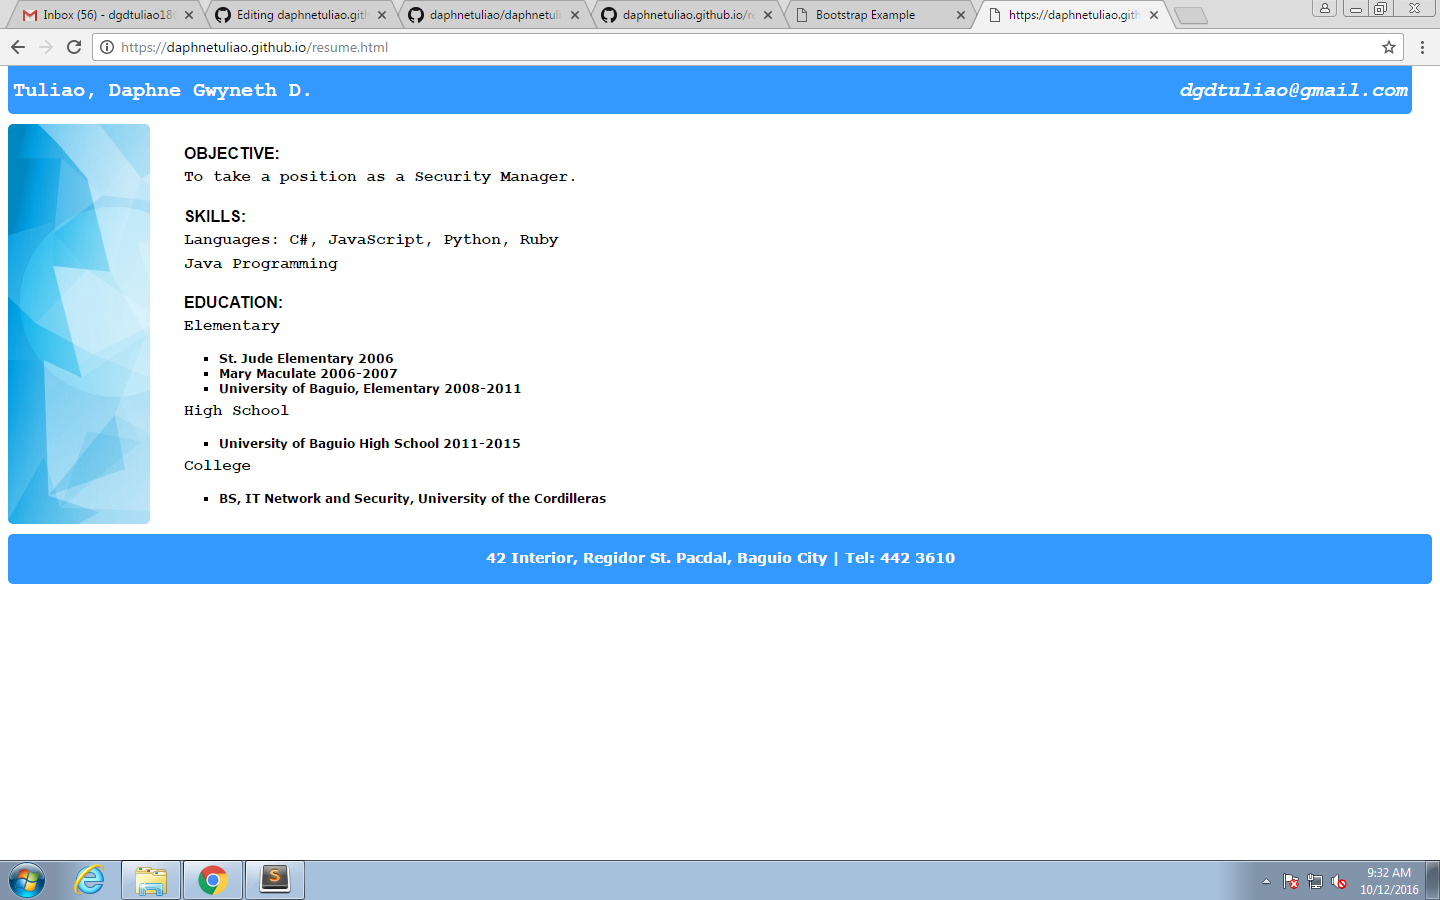 Inbox (56) - dgdtuliao18
Editing daphnetuliao.gith
daphnetuliao/daphnetuli
daphnetuliao.github.io/re
Bootstrap Example
https://daphnetuliao.gith
https://daphnetuliao.github.io/resume.html
Tuliao, Daphne Gwyneth D.
dgdtuliao@gmail.com
OBJECTIVE:
To take a position as a Security Manager.
SKILLS:
Languages: C#, JavaScript, Python, Ruby
Java Programming
EDUCATION:
Elementary
St. Jude Elementary 2006
Mary Maculate 2006-2007
University of Baguio, Elementary 2008-2011
High School
University of Baguio High School 2011-2015
College
BS, IT Network and Security, University of the Cordilleras
42 Interior, Regidor St. Pacdal, Baguio City | Tel: 442 3610
9:32 AM
10/12/2016